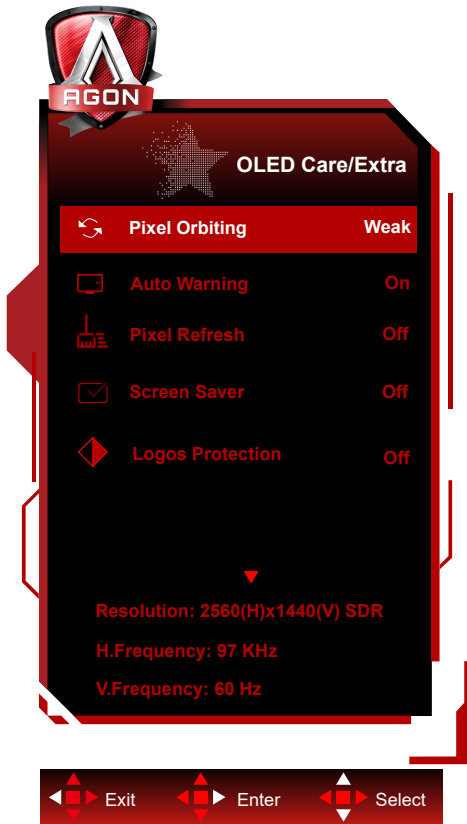 AGON
OLED Care/Extra
Pixel Orbiting Weak
Auto Warning On
Pixel Refresh Off
Screen Saver Off
Logos Protection Off
Resolution: 2560(H)x1440(V) SDR
H.Frequency: 97 KHz
V.Frequency: 60 Hz
Exit Enter Select